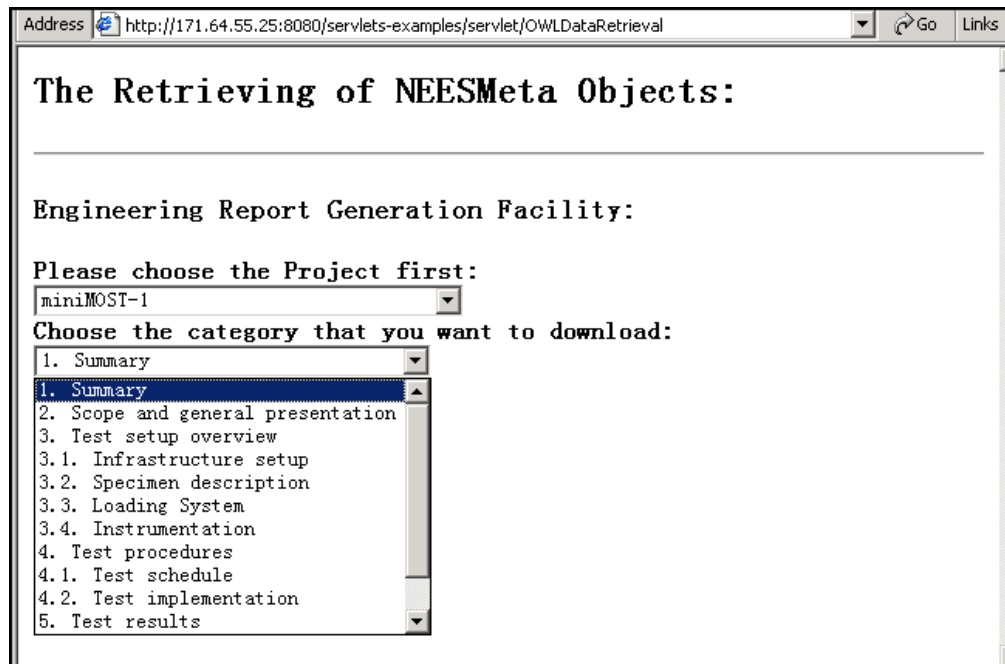 Address http://171.64.55.25:8080/servlets-examples/servlet/OWLDataRetrieval Go Links
The Retrieving of NEESMeta Objects:
Engineering Report Generation Facility:
Please choose the Project first:
miniMOST-1
Choose the category that you want to download:
1. Summary
1. Summary
2. Scope and general presentation
3. Test setup overview
3.1. Infrastructure setup
3.2. Specimen description
3.3. Loading System
3.4. Instrumentation
4. Test procedures
4.1. Test schedule
4.2. Test implementation
5. Test results